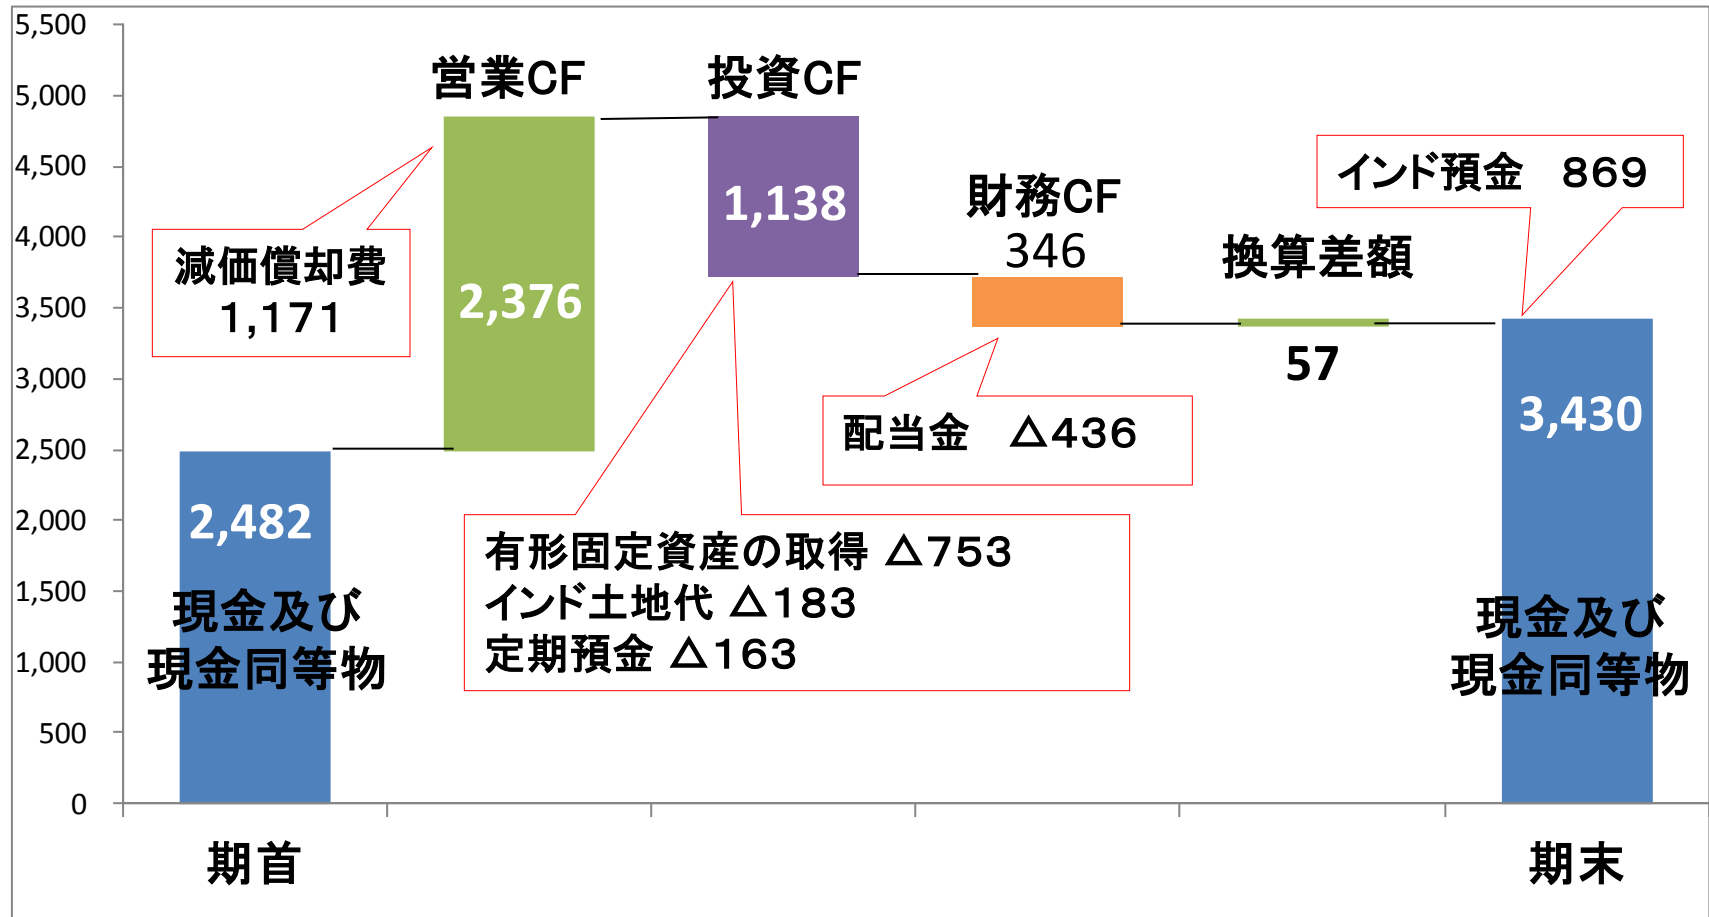 5,500
5,000
4,500
4,000
3,500
3,000
2,500
2,000
1,500
1,000
500
0
営業CF
投資CF
財務CF
346
換算差額
57
インド預金　869
減価償却費
1,171
2,376
1,138
配当金　△436
有形固定資産の取得 △753
インド土地代 △183
定期預金 △163
2,482
現金及び
現金同等物
3,430
現金及び
現金同等物
期首
期末